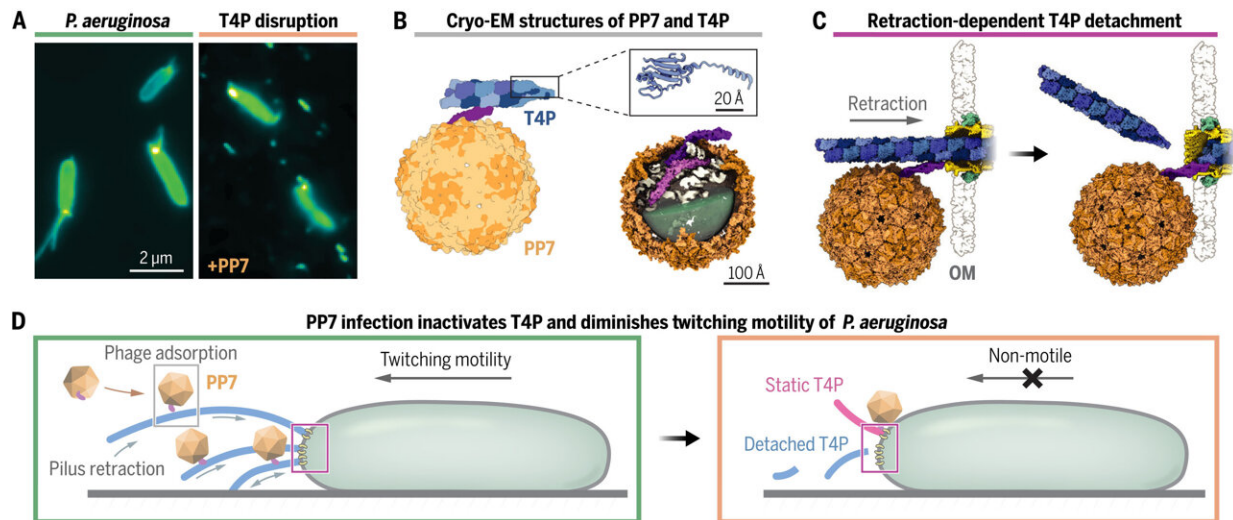 A
P. aeruginosa
T4P disruption
2 µm
+PP7
B
Cryo-EM structures of PP7 and T4P
T4P
20 Å
PP7
100 Å
C
Retraction-dependent T4P detachment
Retraction
OM
D
PP7 infection inactivates T4P and diminishes twitching motility of P. aeruginosa
Phage adsorption
PP7
Twitching motility
Pilus retraction
Non-motile
Static T4P
Detached T4P